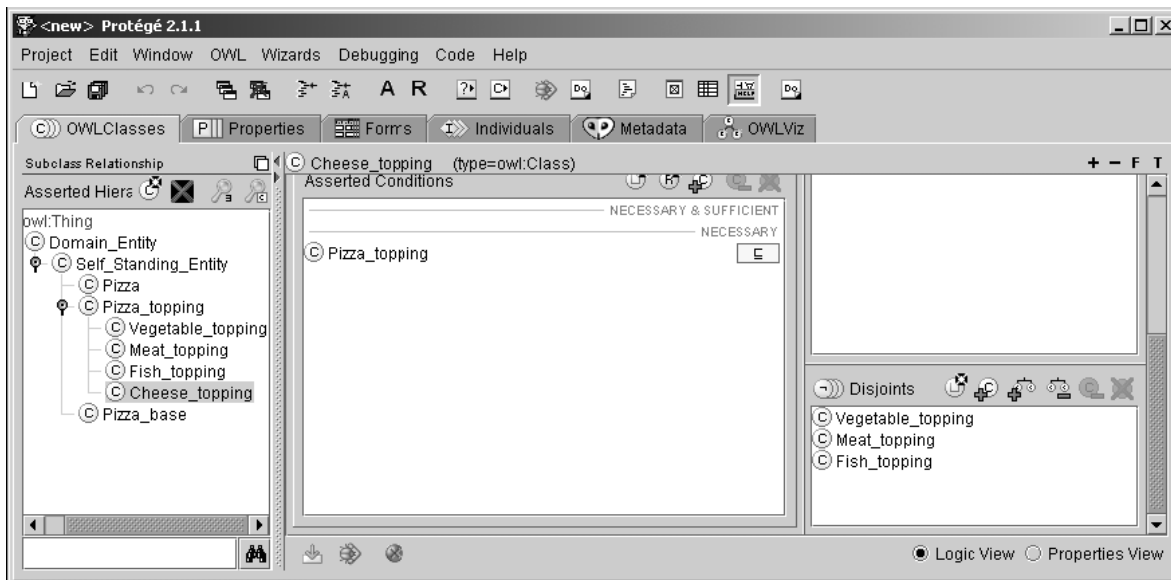 <new> Protégé 2.1.1
Project Edit Window OWL Wizards Debugging Code Help
A R
OWLClasses Properties Forms Individuals Metadata OWLViz
Subclass Relationship
Asserted Hiera
owl:Thing
Domain_Entity
Self_Standing_Entity
Pizza
Pizza_topping
Vegetable_topping
Meat_topping
Fish_topping
Cheese_topping
Pizza_base
Cheese_topping (type=owl:Class)
+ − F T
Asserted Conditions
NECESSARY & SUFFICIENT
NECESSARY
Pizza_topping
⊑
Disjoints
Vegetable_topping
Meat_topping
Fish_topping
Logic View Properties View